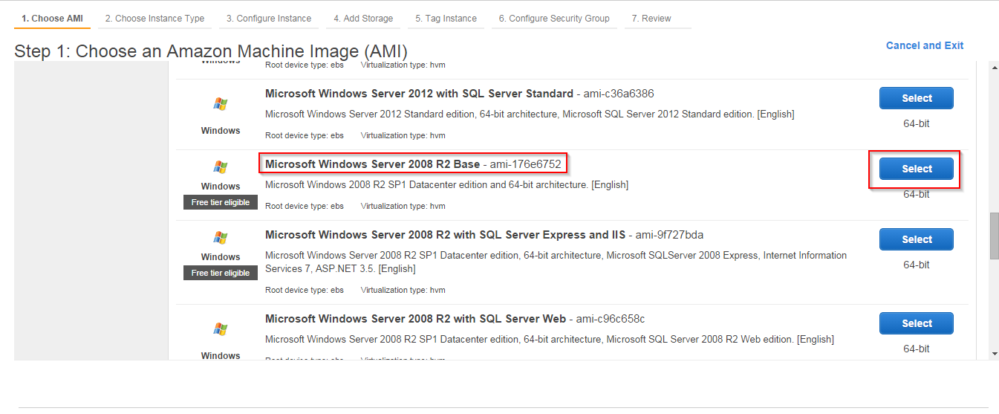 1. Choose AMI 2. Choose Instance Type 3. Configure Instance 4. Add Storage 5. Tag Instance 6. Configure Security Group 7. Review
Step 1: Choose an Amazon Machine Image (AMI)
Cancel and Exit
Windows
Root device type: ebs Virtualization type: hvm
Microsoft Windows Server 2012 with SQL Server Standard - ami-c36a6386
Select
Microsoft Windows Server 2012 Standard edition, 64-bit architecture, Microsoft SQL Server 2012 Standard edition. [English]
64-bit
Windows
Root device type: ebs Virtualization type: hvm
Microsoft Windows Server 2008 R2 Base - ami-176e6752
Select
Windows
Microsoft Windows 2008 R2 SP1 Datacenter edition and 64-bit architecture. [English]
64-bit
Free tier eligible
Root device type: ebs Virtualization type: hvm
Microsoft Windows Server 2008 R2 with SQL Server Express and IIS - ami-9f727bda
Select
Windows
Microsoft Windows Server 2008 R2 SP1 Datacenter edition, 64-bit architecture, Microsoft SQLServer 2008 Express, Internet Information
Services 7, ASP.NET 3.5. [English]
64-bit
Free tier eligible
Root device type: ebs Virtualization type: hvm
Microsoft Windows Server 2008 R2 with SQL Server Web - ami-c96c658c
Select
Microsoft Windows Server 2008 R2 SP1 Datacenter edition, 64-bit architecture, Microsoft SQL Server 2008 R2 Web edition. [English]
64-bit
Windows
Root device type: ebs Virtualization type: hvm